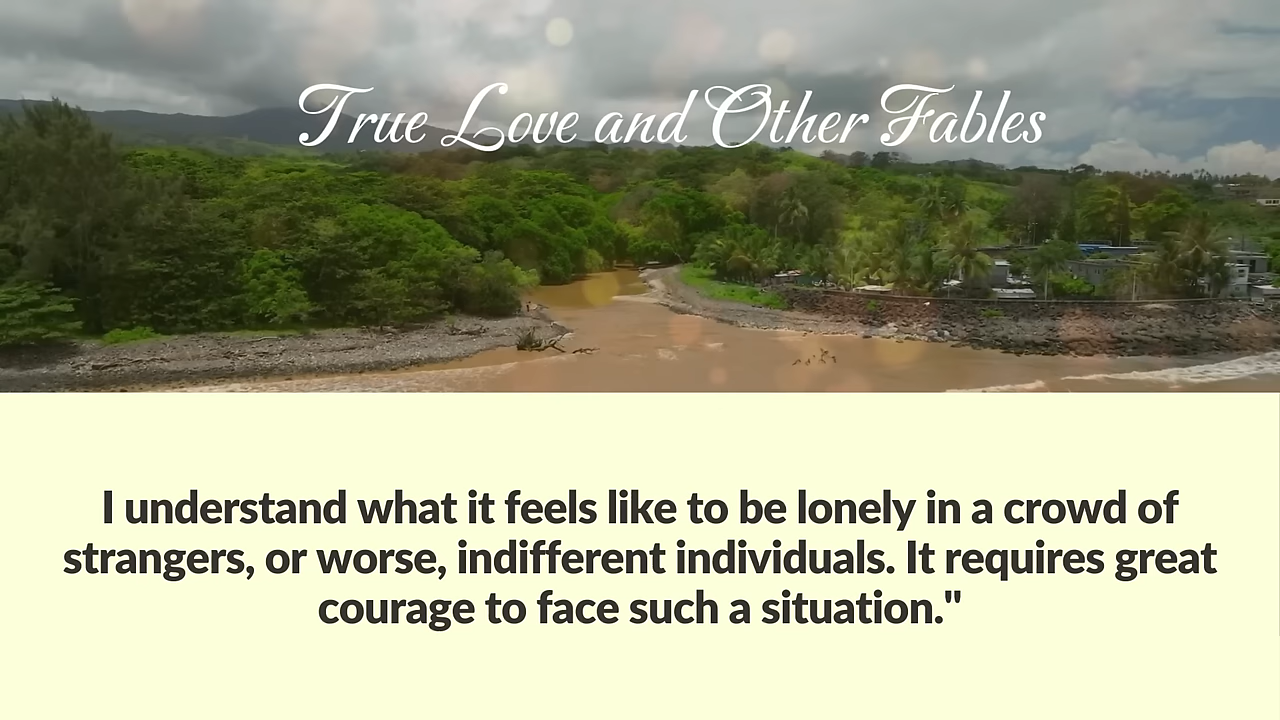 True Love and Other Fables
I understand what it feels like to be lonely in a crowd of
strangers, or worse, indifferent individuals. It requires great
courage to face such a situation."